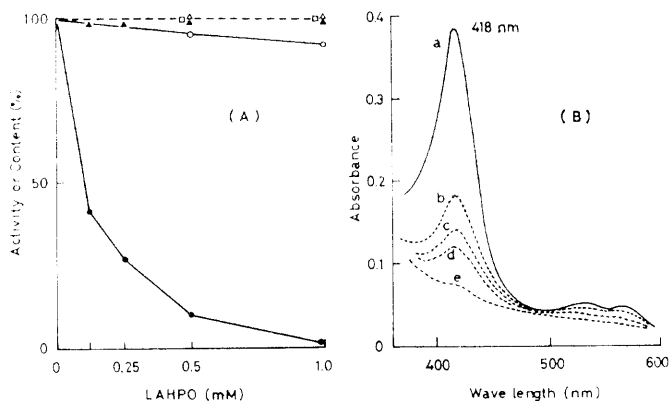 100
50
0
Activity or Content (%)
(A)
0
0.25
0.5
1.0
LAHPO (mM)
418 nm
a
(B)
b
c
d
e
0.4
0.3
0.2
0.1
0
Absorbance
400
500
600
Wave length (nm)